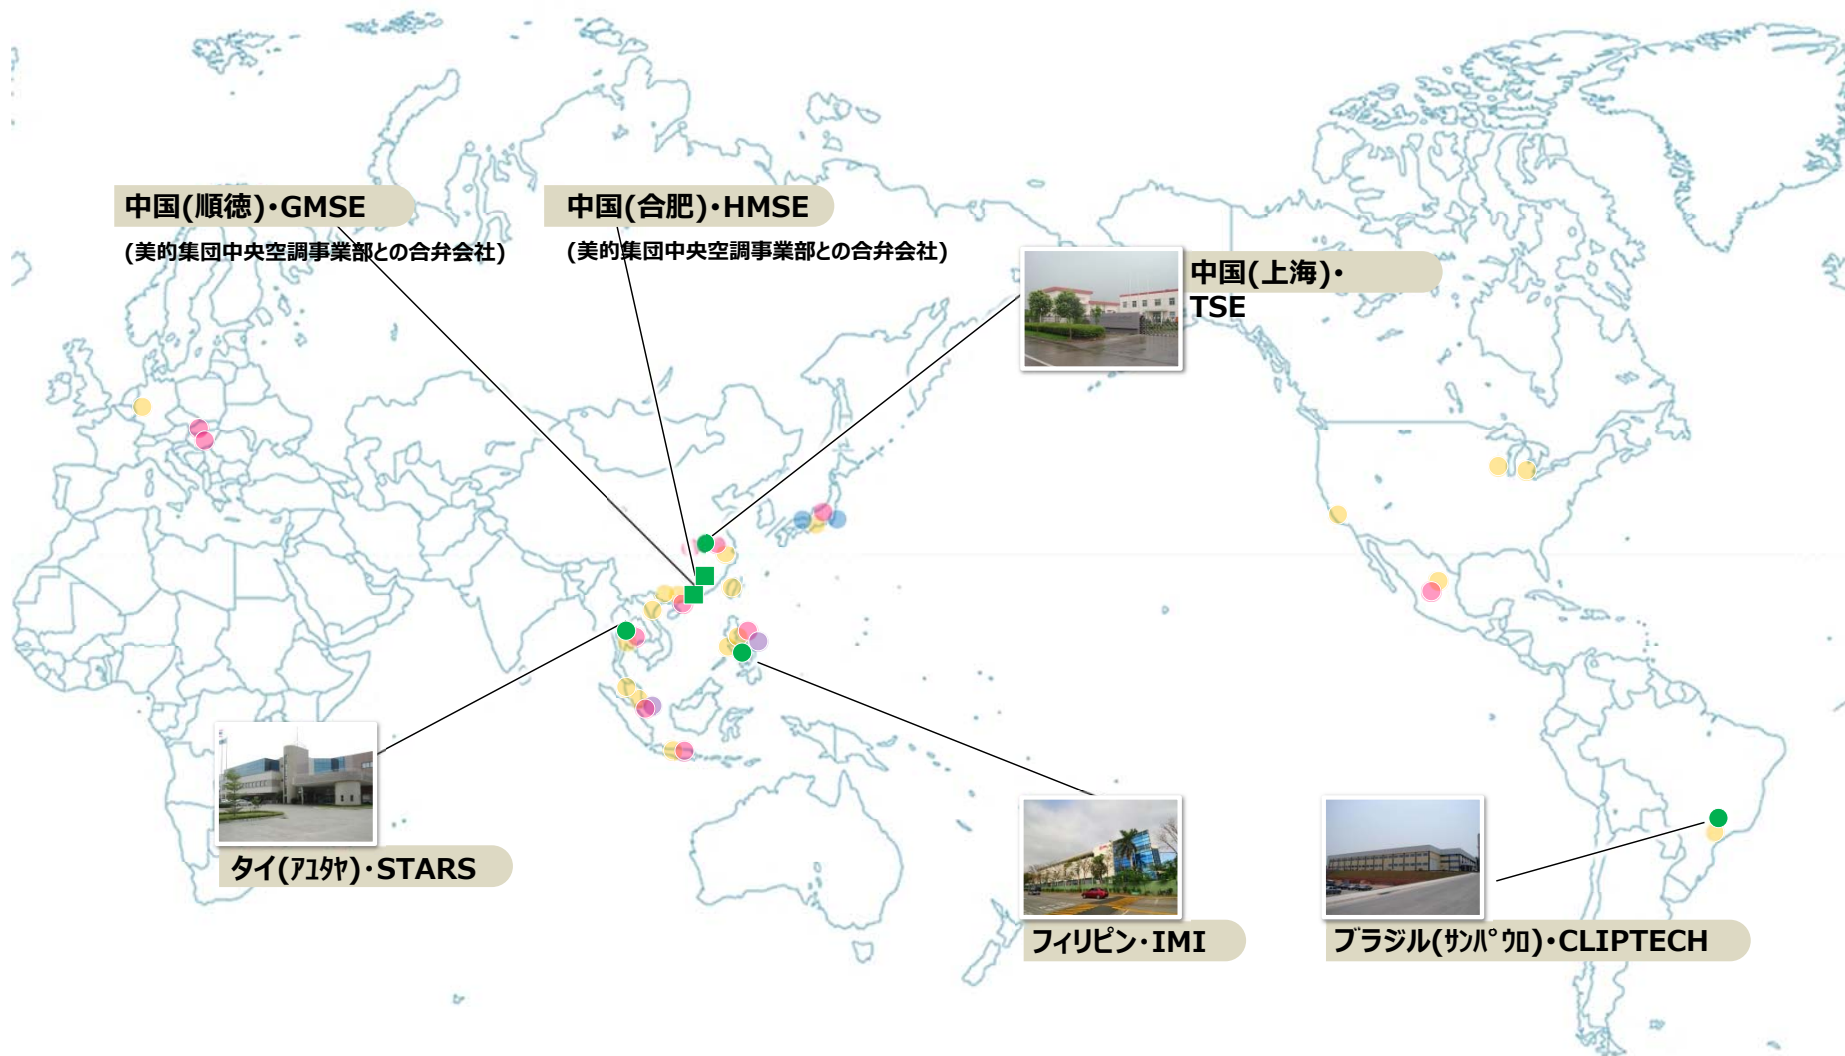 中国(順徳)・GMSE
(美的集団中央空調事業部との合弁会社)
中国(合肥)・HMSE
(美的集団中央空調事業部との合弁会社)
中国(上海)・
TSE
タイ(ｱﾕﾀﾔ)・STARS
フィリピン・IMI
ブラジル(ｻﾝﾊﾟｳﾛ)・CLIPTECH